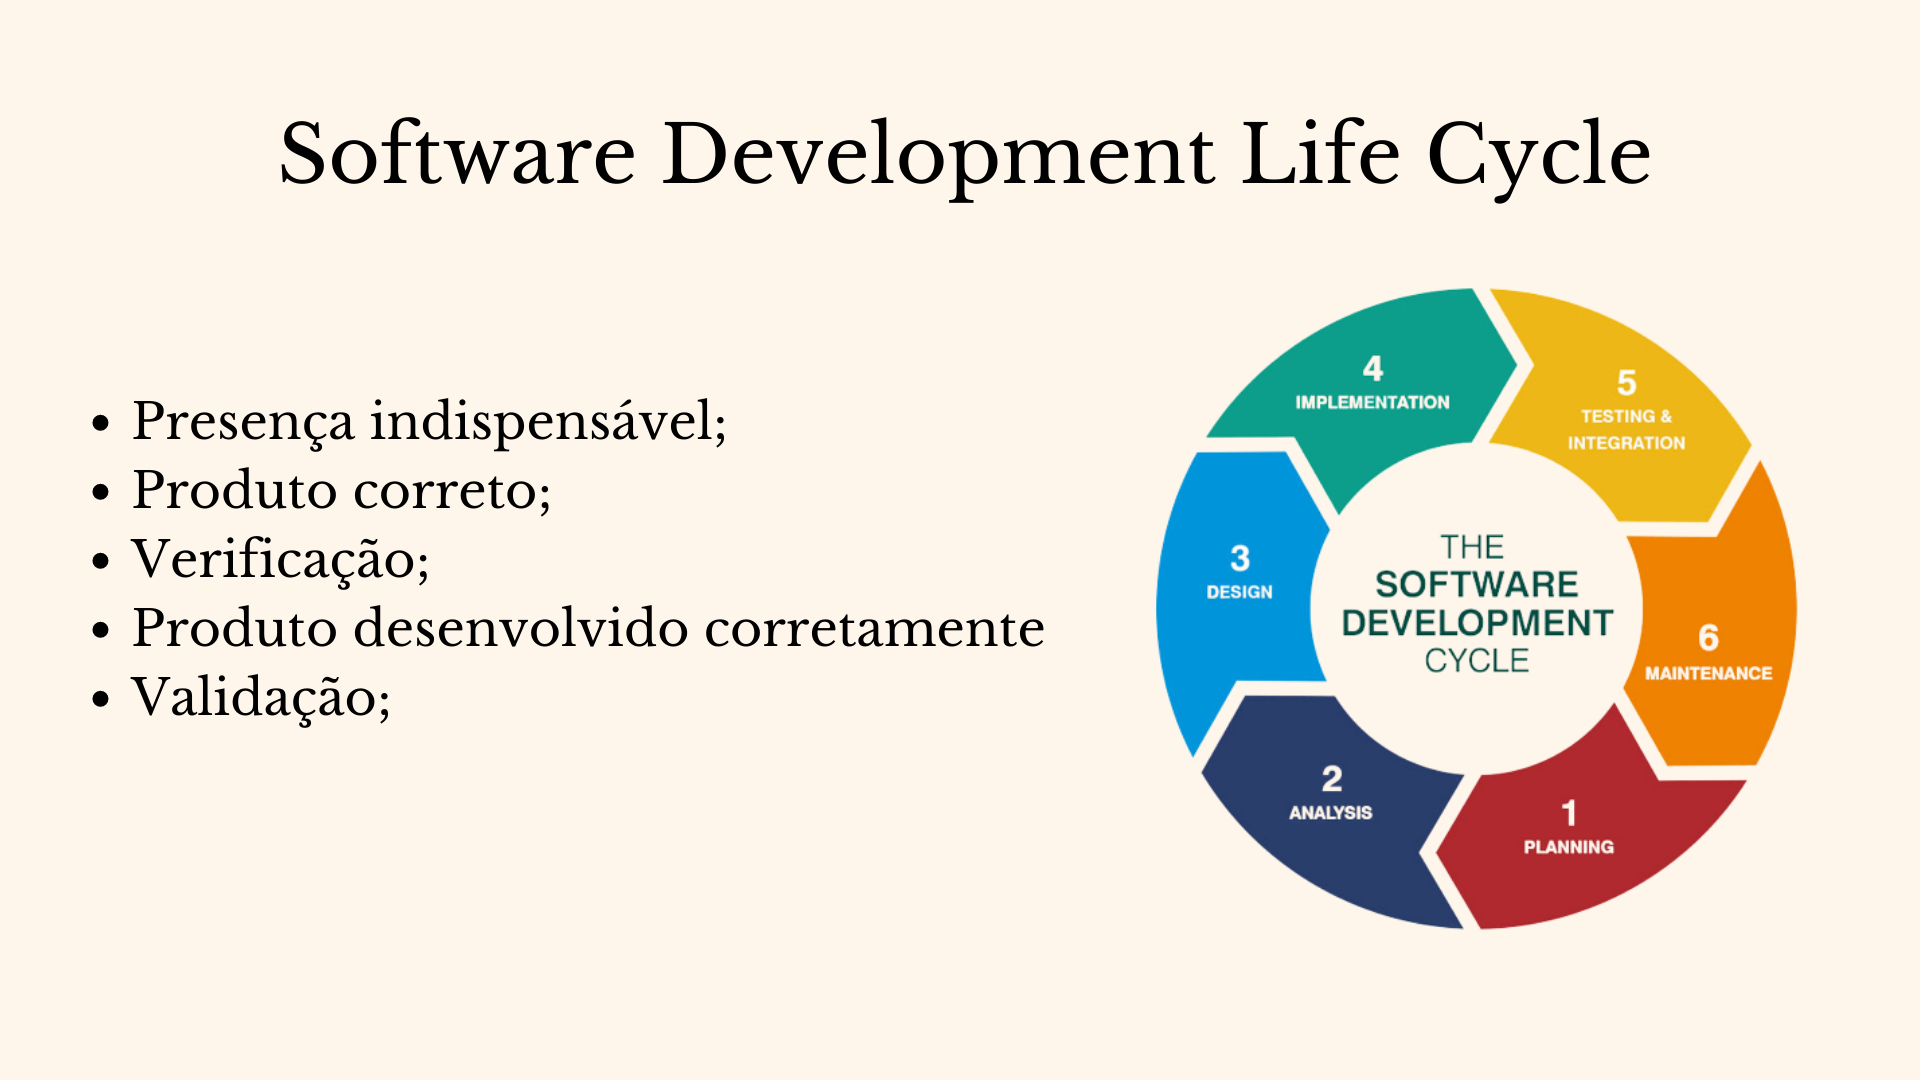 Software Development Life Cycle
• Presença indispensável;
• Produto correto;
• Verificação;
• Produto desenvolvido corretamente
• Validação;
4
IMPLEMENTATION
5
TESTING &
INTEGRATION
3
DESIGN
THE
SOFTWARE
DEVELOPMENT
CYCLE
6
MAINTENANCE
2
ANALYSIS
1
PLANNING